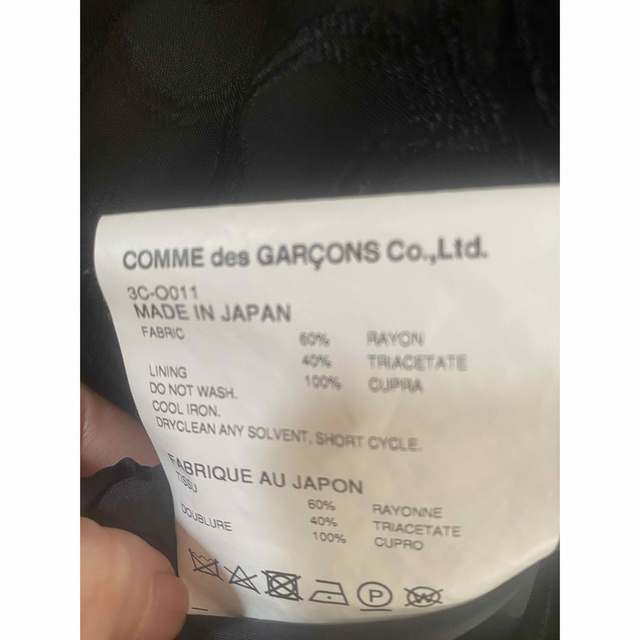 COMME des GARÇONS Co.,Ltd.
3C-O011
MADE IN JAPAN
FABRIC 60% RAYON
40% TRIACETATE
LINING 100% CUPRA
DO NOT WASH.
COOL IRON.
DRYCLEAN ANY SOLVENT, SHORT CYCLE.
FABRIQUE AU JAPON
TISSU 60% RAYONNE
40% TRIACETATE
DOUBLURE 100% CUPRO
P
W